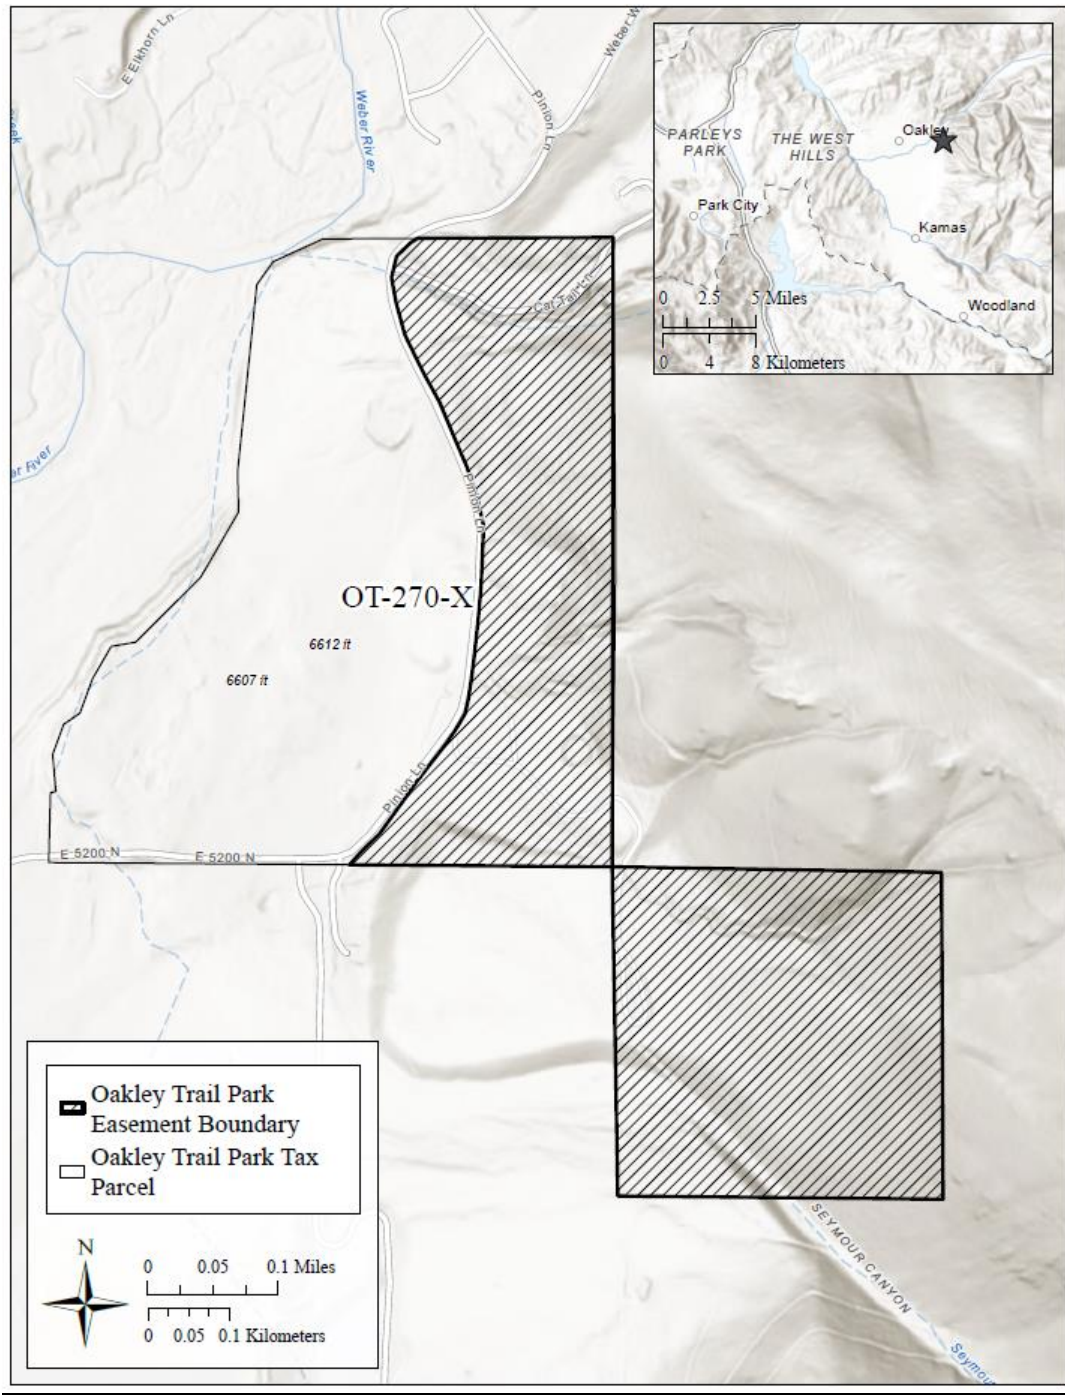 E Elkhorn Ln
Weber River
Pinion Ln
Weber W
eek
er River
PARLEYS
PARK
THE WEST
HILLS
Oakley
Park City
Kamas
Woodland
0 2.5 5 Miles
0 4 8 Kilometers
Cat Tail Ln
Pinion Ln
OT-270-X
6612 ft
6607 ft
Pinion Ln
E 5200 N
E 5200 N
SEYMOUR CANYON
Seymou
Oakley Trail Park
Easement Boundary
Oakley Trail Park Tax
Parcel
N
0 0.05 0.1 Miles
0 0.05 0.1 Kilometers